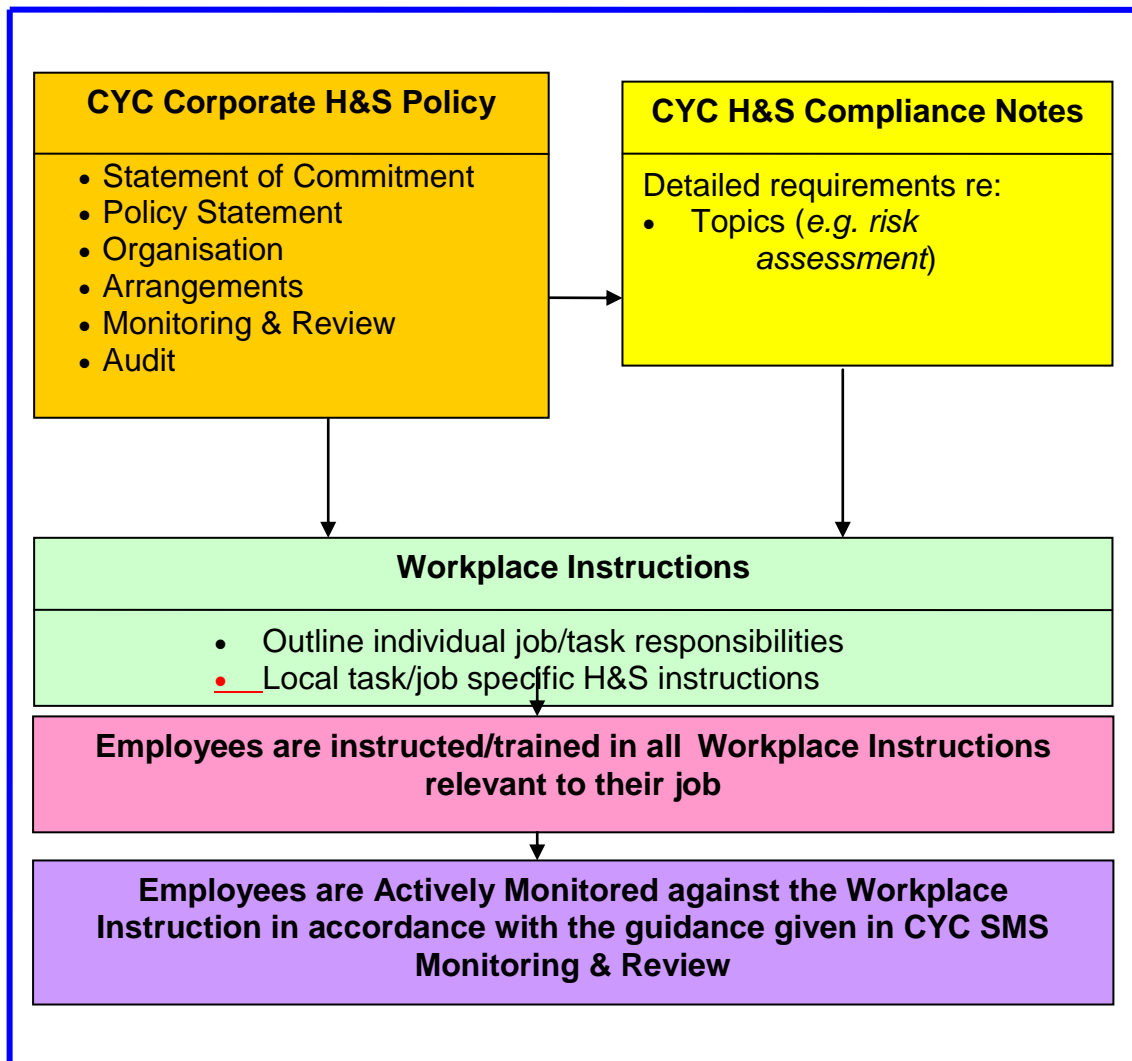 CYC Corporate H&S Policy
• Statement of Commitment
• Policy Statement
• Organisation
• Arrangements
• Monitoring & Review
• Audit
CYC H&S Compliance Notes
Detailed requirements re:
• Topics (e.g. risk
assessment)
Workplace Instructions
• Outline individual job/task responsibilities
• Local task/job specific H&S instructions
Employees are instructed/trained in all Workplace Instructions
relevant to their job
Employees are Actively Monitored against the Workplace
Instruction in accordance with the guidance given in CYC SMS
Monitoring & Review